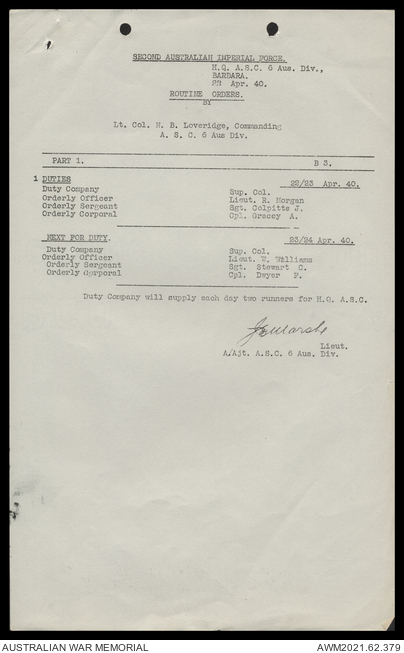 SECOND AUSTRALIAN IMPERIAL FORCE.
H.Q. A.S.C. 6 Aus. Div.,
BARBARA.
23 Apr. 40.
ROUTINE ORDERS.
BY
Lt. Col. N. B. Loveridge, Commanding
A. S. C. 6 Aus Div.
PART 1. B 3.
1 DUTIES 22/23 Apr. 40.
Duty Company Sup. Col.
Orderly Officer Lieut. R. Morgan
Orderly Sergeant Sgt. Colpitts J.
Orderly Corporal Cpl. Gracey A.
NEXT FOR DUTY. 23/24 Apr. 40.
Duty Company Sup. Col.
Orderly Officer Lieut. W. Williams
Orderly Sergeant Sgt. Stewart C.
Orderly Corporal Cpl. Dwyer P.
Duty Company will supply each day two runners for H.Q. A.S.C.
Lieut.
A/Ajt. A.S.C. 6 Aus. Div.
AUSTRALIAN WAR MEMORIAL AWM2021.62.379